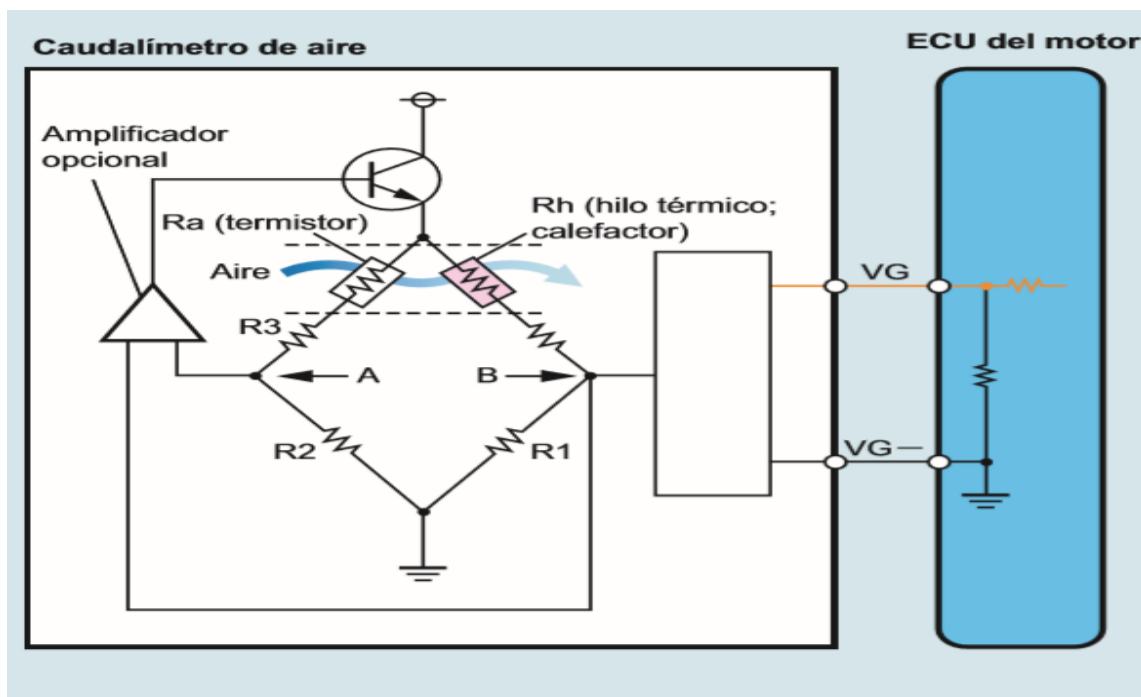 Caudalímetro de aire
ECU del motor
Amplificador
opcional
Ra (termistor)
Rh (hilo térmico;
calefactor)
Aire
VG
R3
A
B
R2
R1
VG—